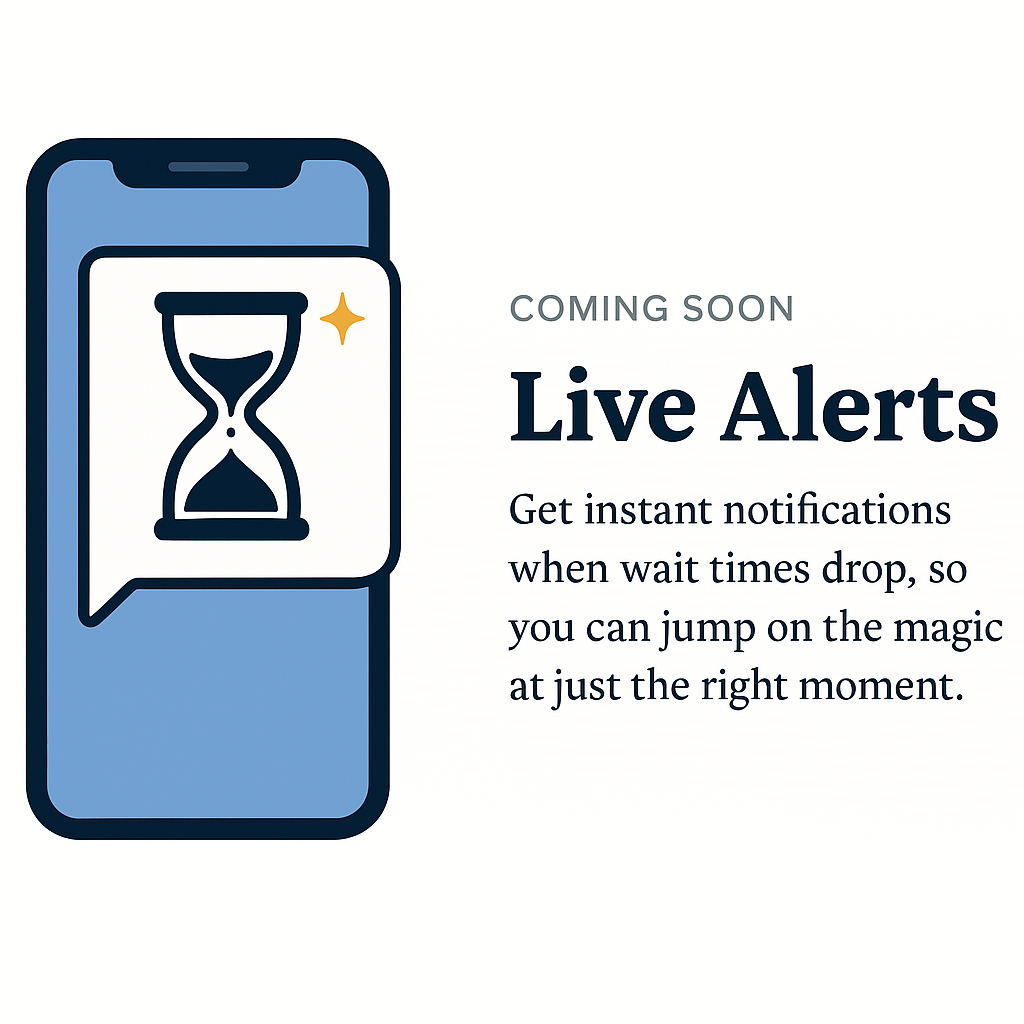 COMING SOON
Live Alerts
Get instant notifications
when wait times drop, so
you can jump on the magic
at just the right moment.